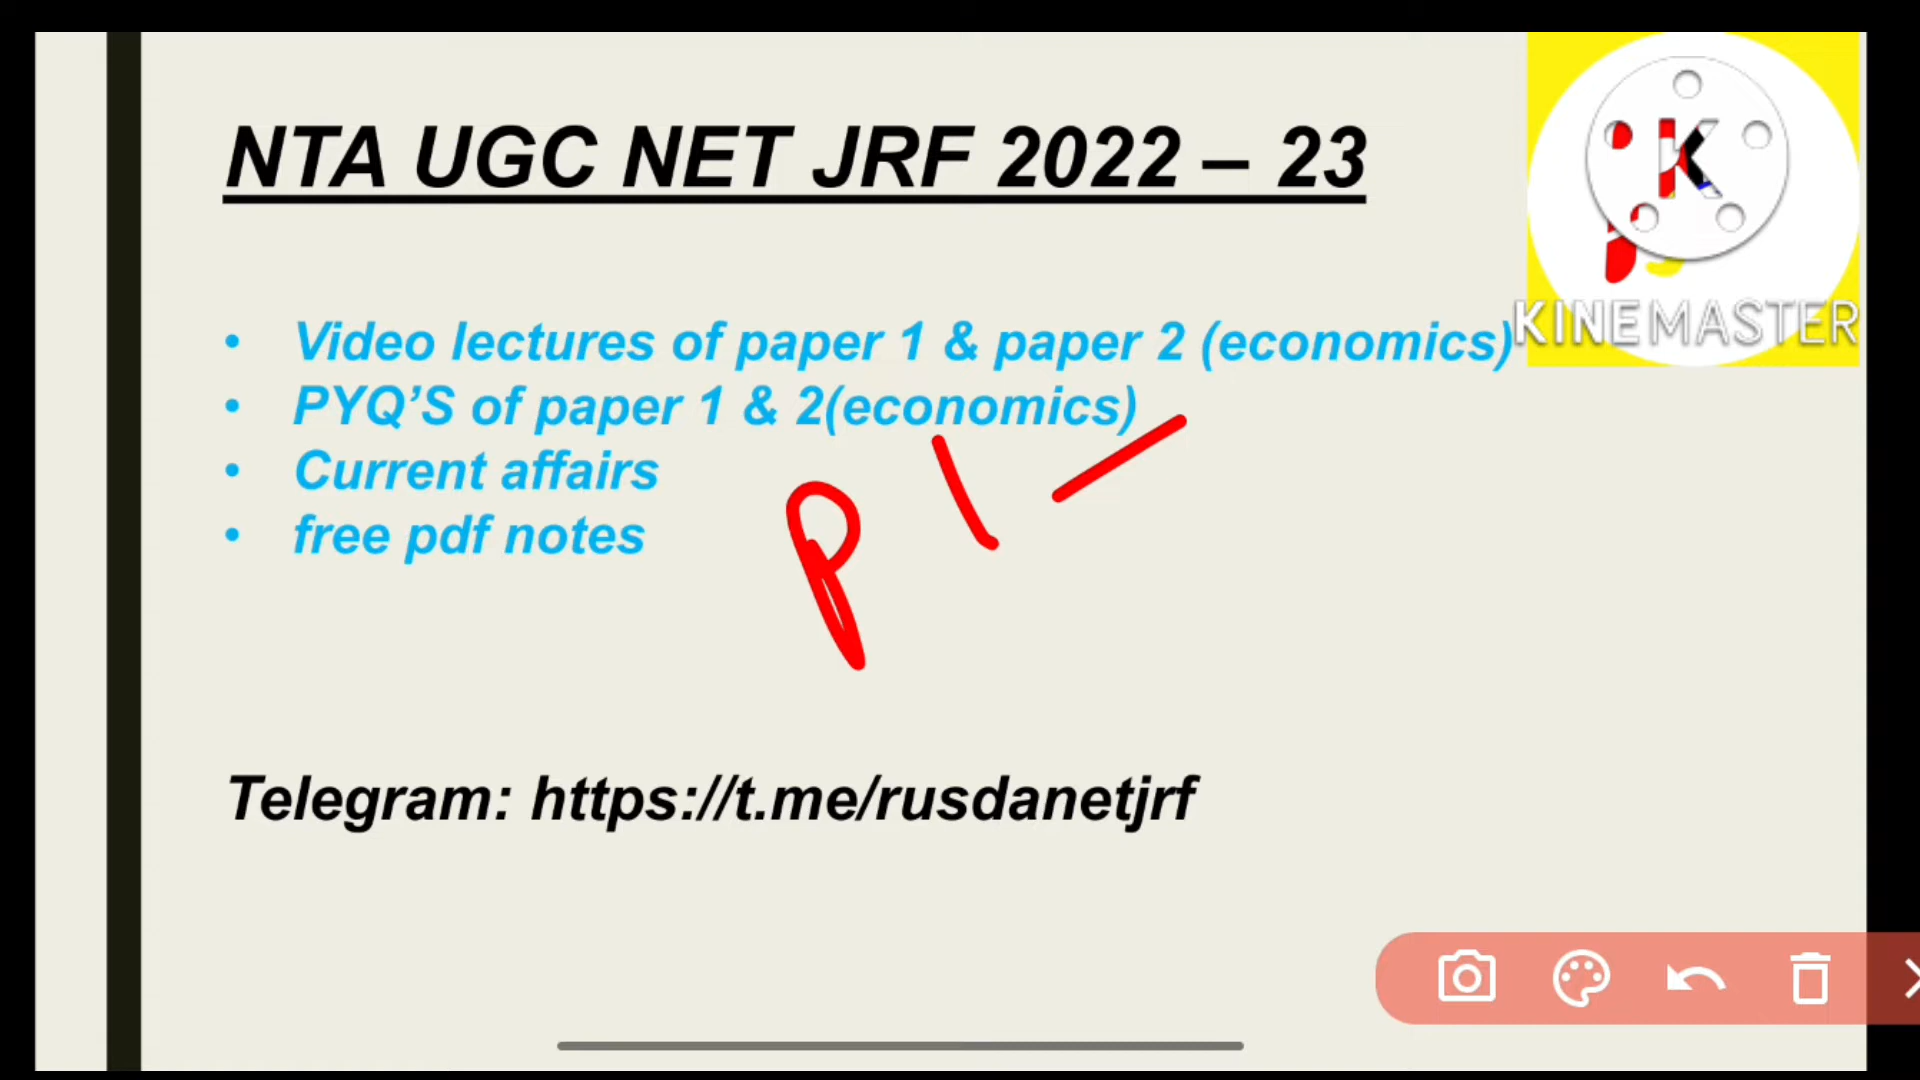 NTA UGC NET JRF 2022 – 23
K
KINEMASTER
• Video lectures of paper 1 & paper 2 (economics)
• PYQ’S of paper 1 & 2(economics)
• Current affairs
• free pdf notes
P 1 –
Telegram: https://t.me/rusdanetjrf